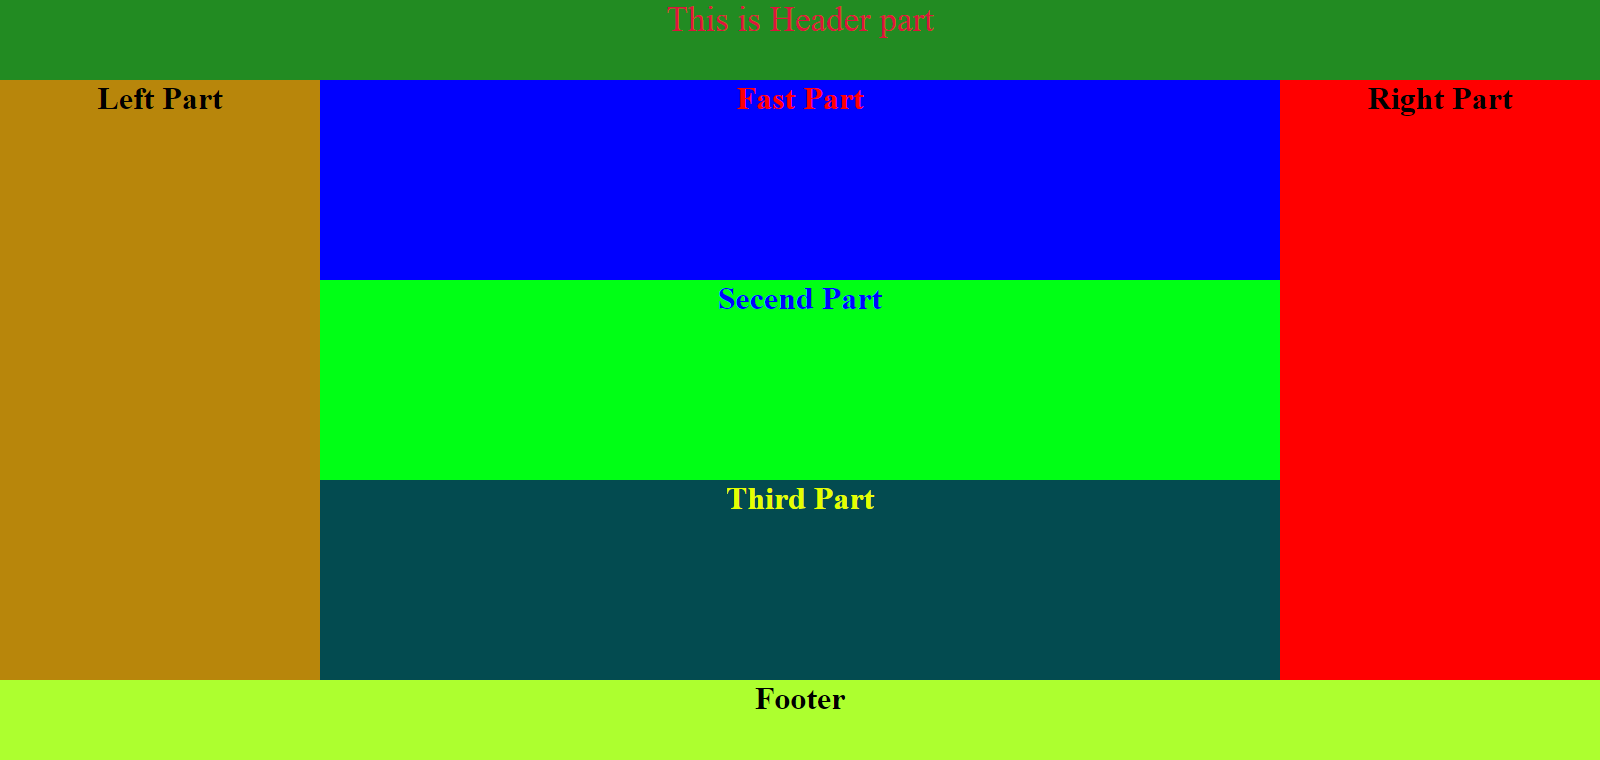 This is Header part
Left Part
Fast Part
Right Part
Secend Part
Third Part
Footer